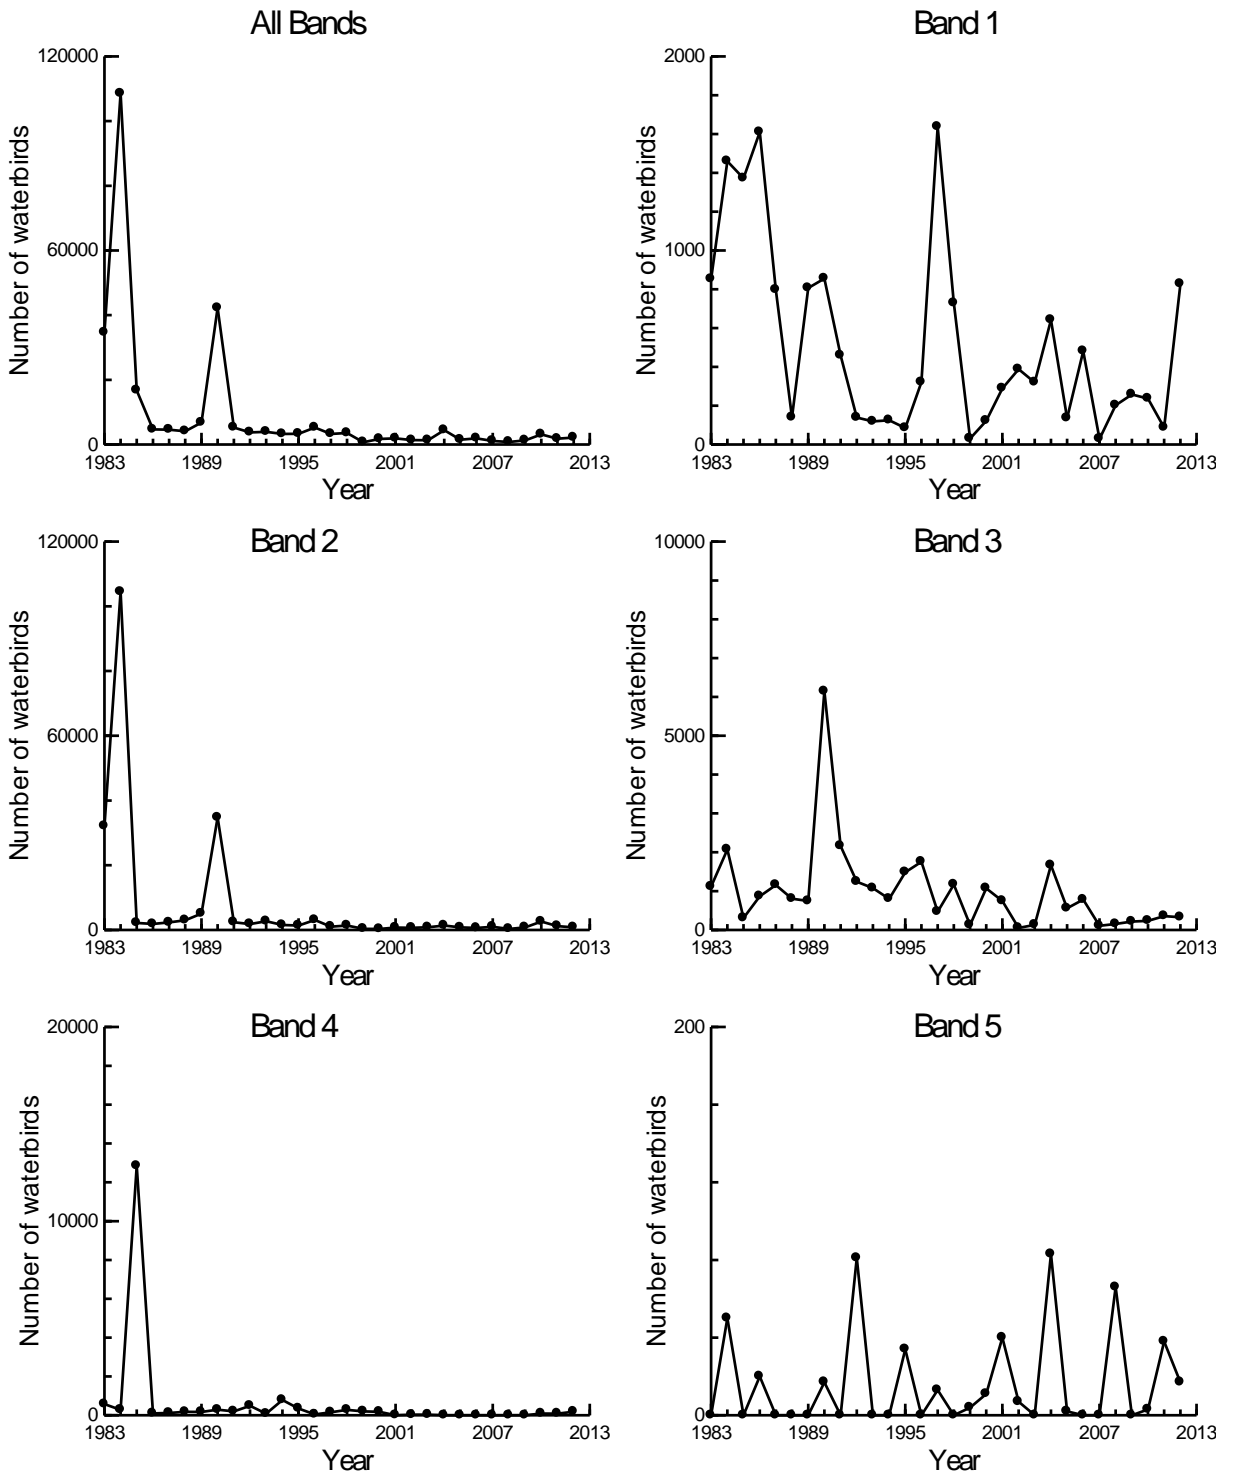 All Bands
120000
60000
0
Number of waterbirds
1983 1989 1995 2001 2007 2013
Year
Band 1
2000
1000
0
Number of waterbirds
1983 1989 1995 2001 2007 2013
Year
Band 2
120000
60000
0
Number of waterbirds
1983 1989 1995 2001 2007 2013
Year
Band 3
10000
5000
0
Number of waterbirds
1983 1989 1995 2001 2007 2013
Year
Band 4
20000
10000
0
Number of waterbirds
1983 1989 1995 2001 2007 2013
Year
Band 5
200
0
Number of waterbirds
1983 1989 1995 2001 2007 2013
Year